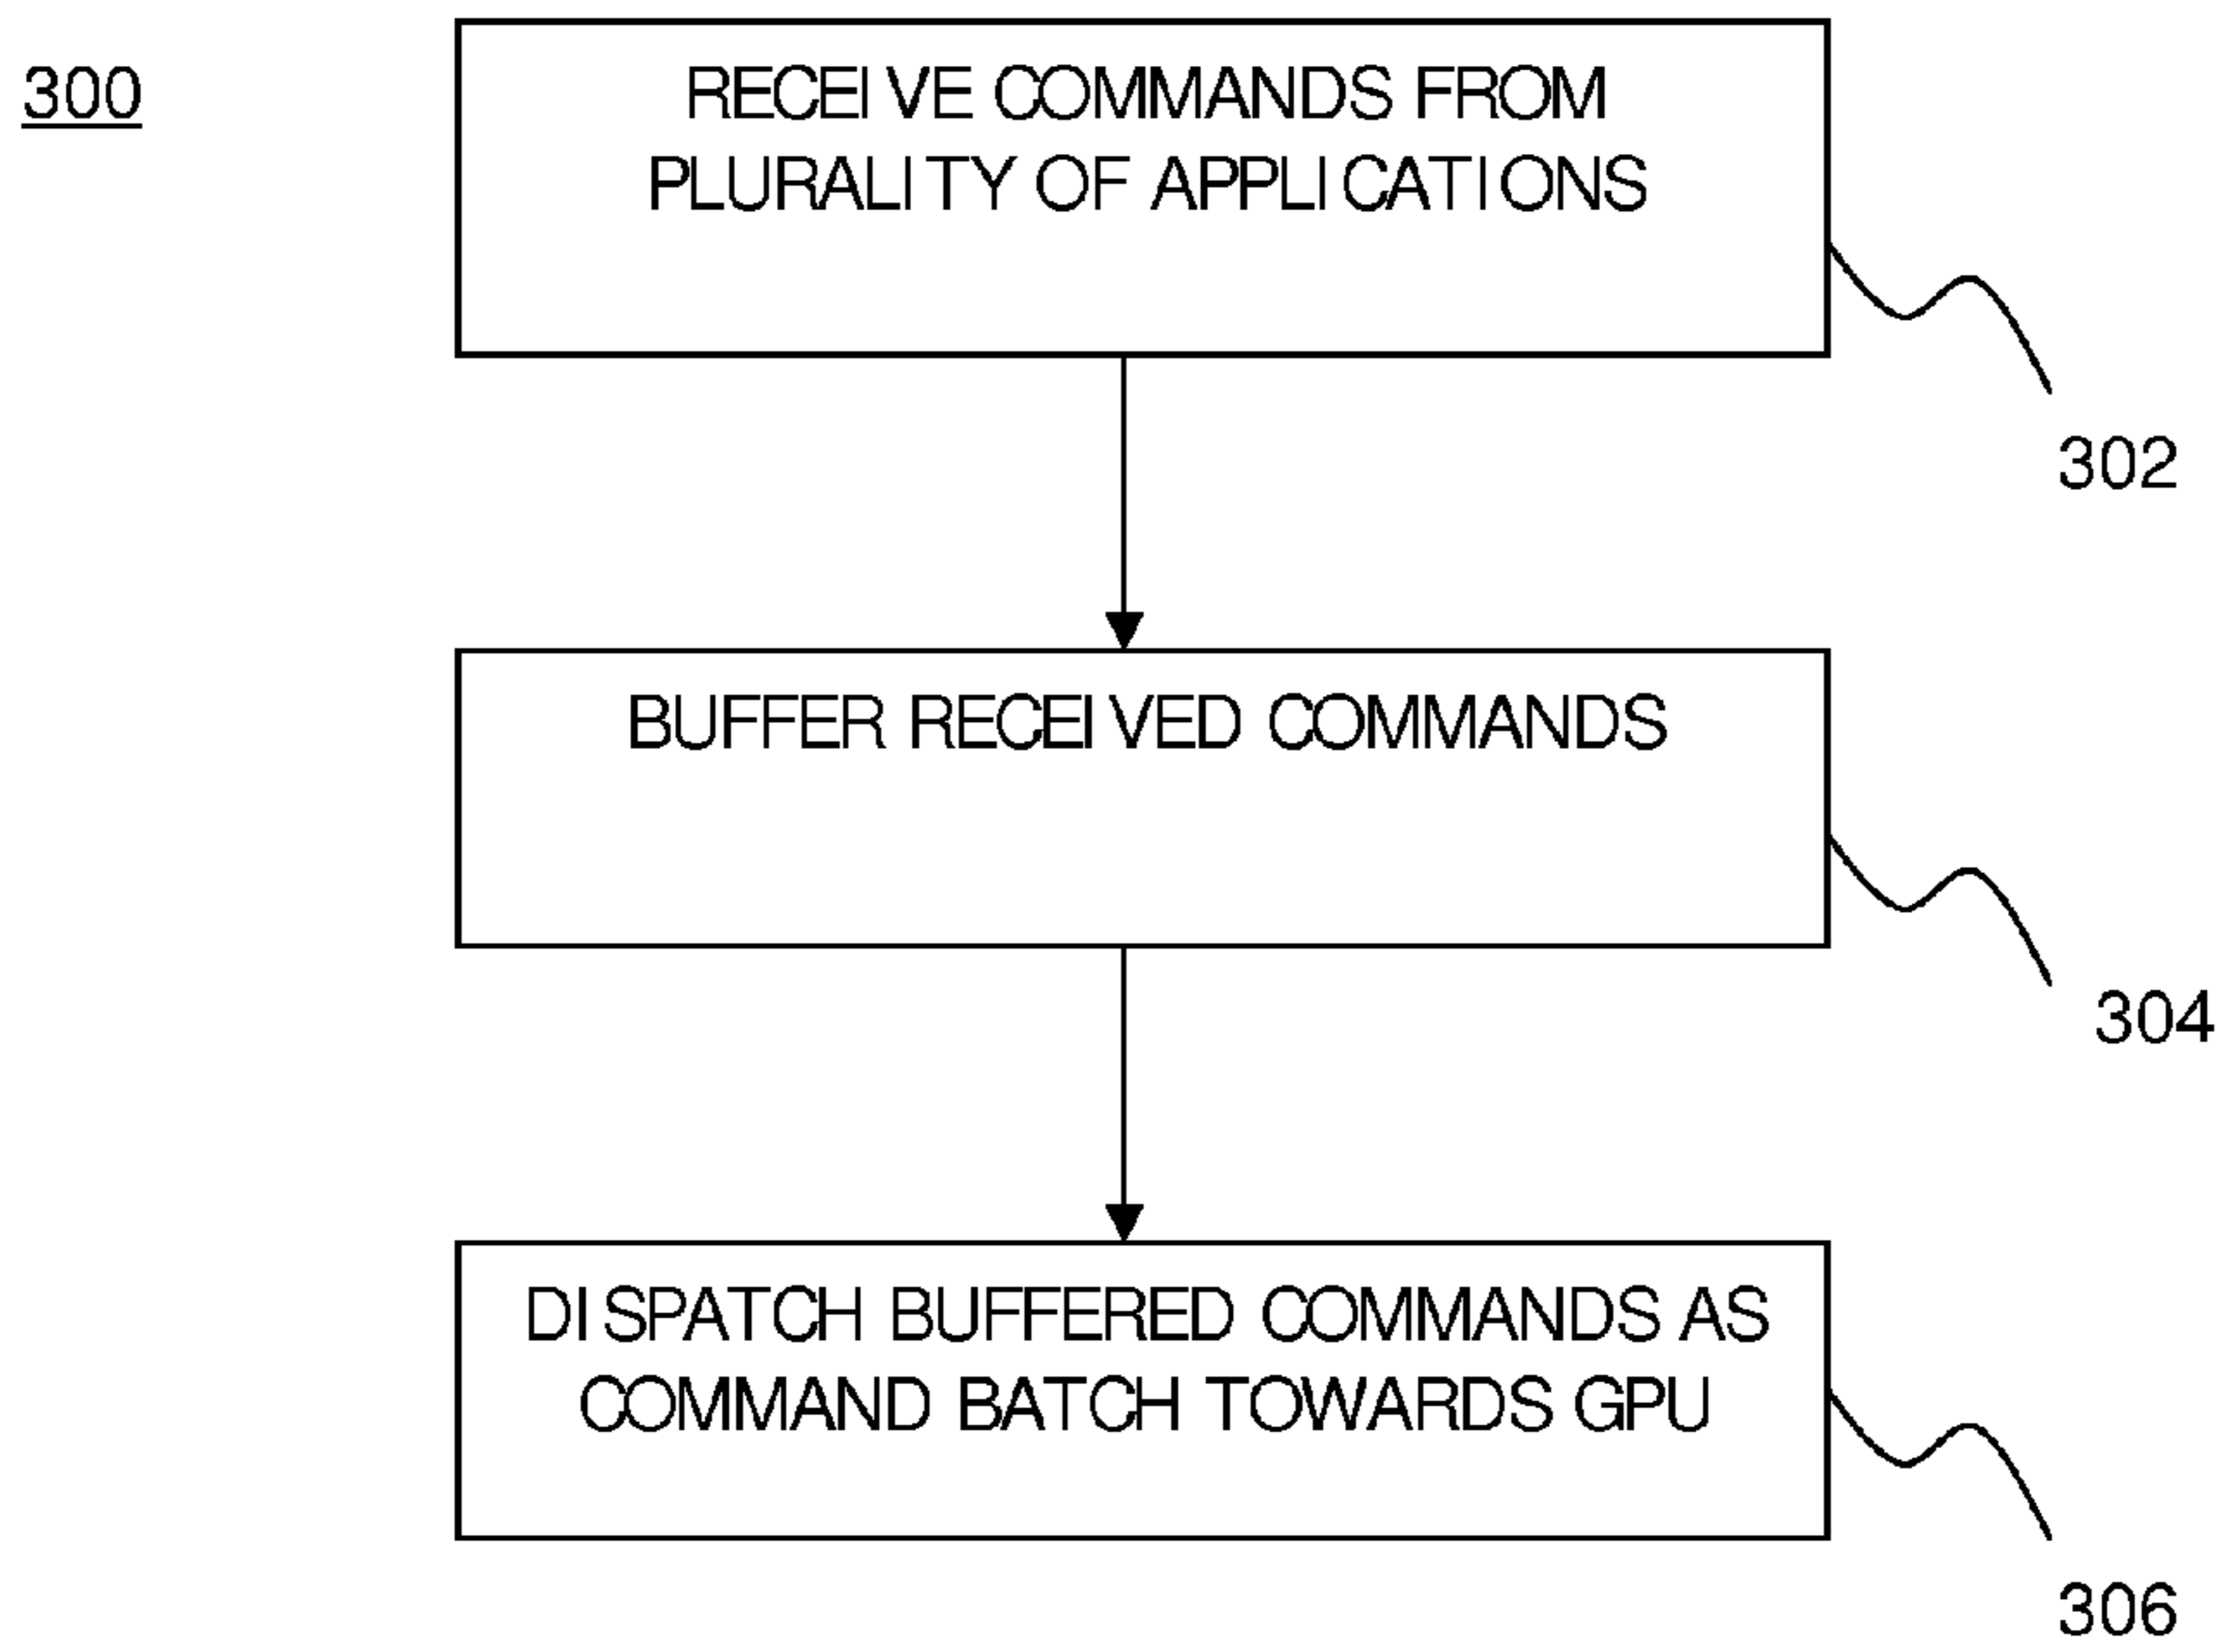 300
RECEIVE COMMANDS FROM
PLURALITY OF APPLICATIONS
302
BUFFER RECEIVED COMMANDS
304
DISPATCH BUFFERED COMMANDS AS
COMMAND BATCH TOWARDS GPU
306